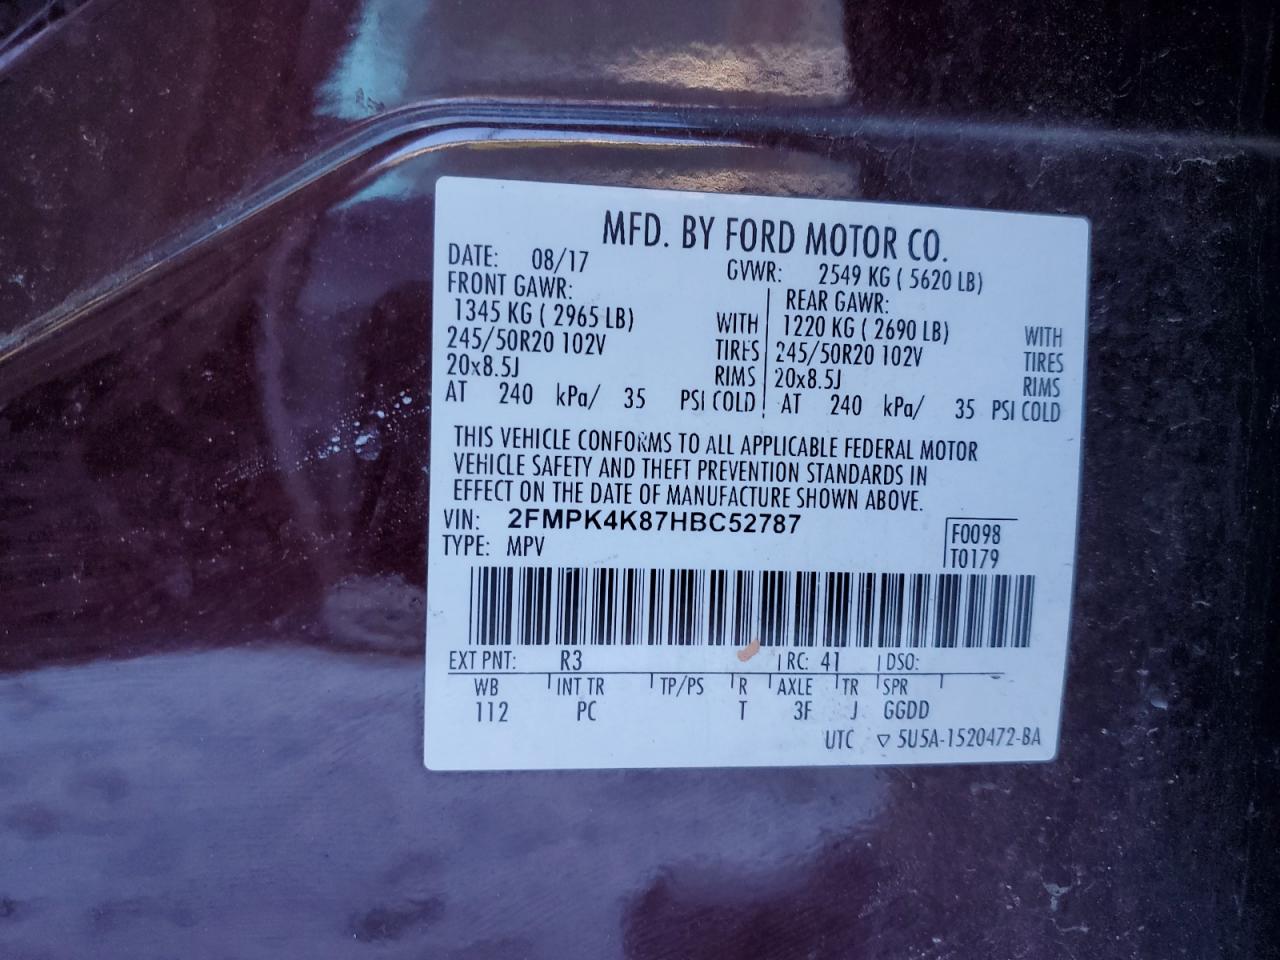 MFD. BY FORD MOTOR CO.
DATE: 08/17 GVWR: 2549 KG ( 5620 LB)
FRONT GAWR: REAR GAWR:
1345 KG ( 2965 LB) WITH 1220 KG ( 2690 LB) WITH
245/50R20 102V TIRES 245/50R20 102V TIRES
20x8.5J RIMS 20x8.5J RIMS
AT 240 kPa/ 35 PSI COLD AT 240 kPa/ 35 PSI COLD
THIS VEHICLE CONFORMS TO ALL APPLICABLE FEDERAL MOTOR
VEHICLE SAFETY AND THEFT PREVENTION STANDARDS IN
EFFECT ON THE DATE OF MANUFACTURE SHOWN ABOVE.
VIN: 2FMPK4K87HBC52787 F0098
TYPE: MPV T0179
EXT PNT: R3 RC: 41 DSO:
WB INT TR TP/PS R AXLE TR SPR
112 PC T 3F J GGDD
UTC ▽ 5U5A-1520472-BA